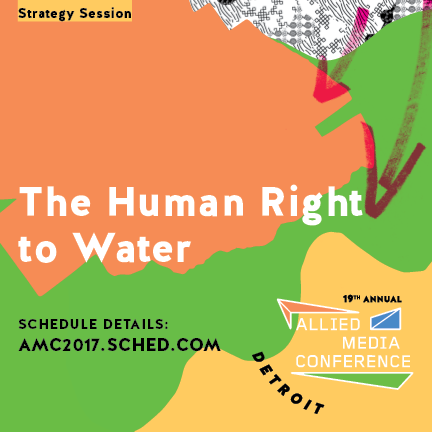 Strategy Session
The Human Right
to Water
SCHEDULE DETAILS:
AMC2017.SCHED.COM
19TH ANNUAL
ALLIED
MEDIA
CONFERENCE
DETROIT